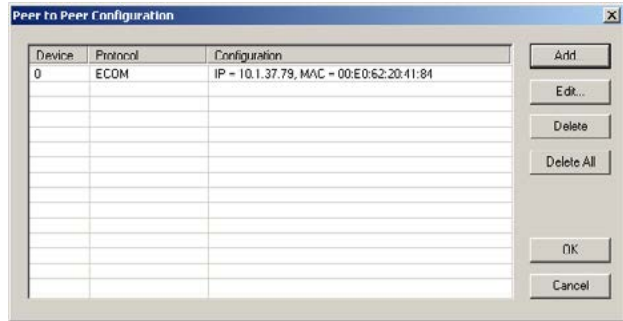 Peer to Peer Configuration
Device Protocol Configuration
0 ECOM IP = 10.1.37.79, MAC = 00:E0:62:20:41:84
Add
Edit...
Delete
Delete All
OK
Cancel